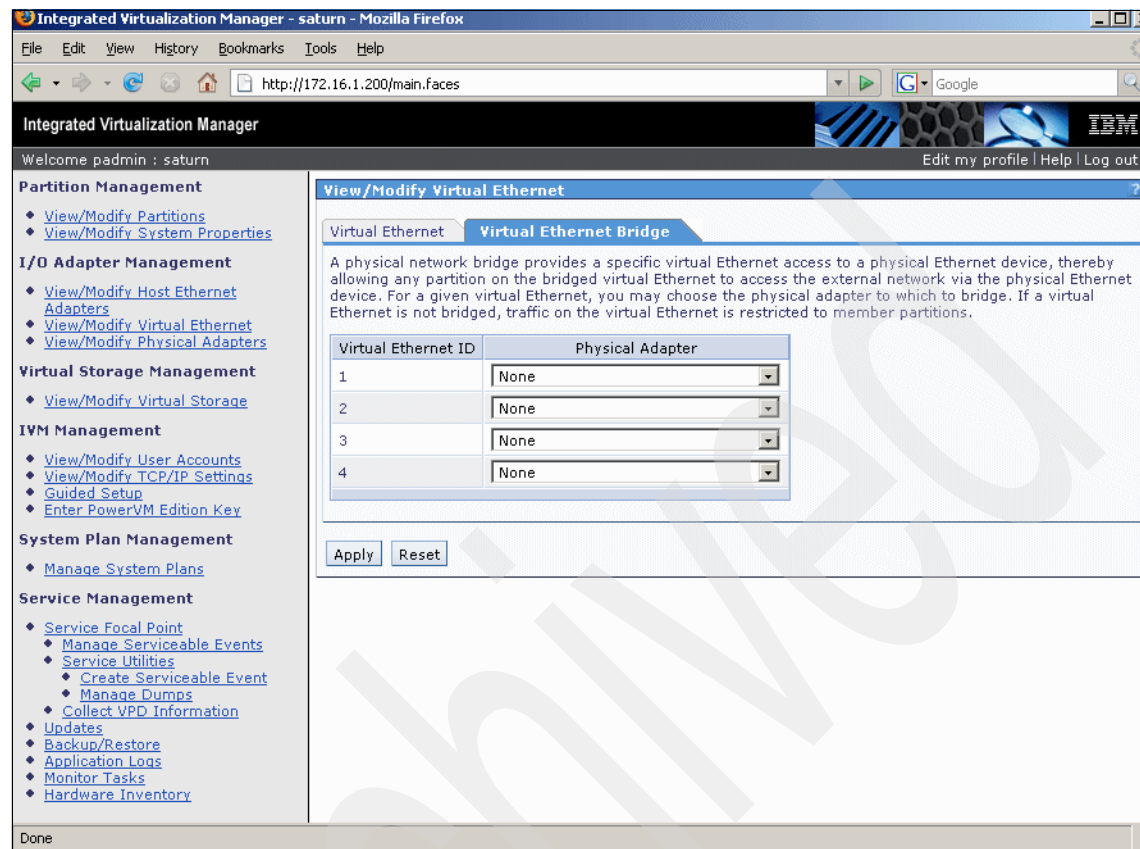 Integrated Virtualization Manager - saturn - Mozilla Firefox
File Edit View History Bookmarks Tools Help
http://172.16.1.200/main.faces
G Google
Integrated Virtualization Manager
IBM
Welcome padmin : saturn
Edit my profile | Help | Log out
Partition Management
View/Modify Partitions
View/Modify System Properties
I/O Adapter Management
View/Modify Host Ethernet
Adapters
View/Modify Virtual Ethernet
View/Modify Physical Adapters
Virtual Storage Management
View/Modify Virtual Storage
IVM Management
View/Modify User Accounts
View/Modify TCP/IP Settings
Guided Setup
Enter PowerVM Edition Key
System Plan Management
Manage System Plans
Service Management
Service Focal Point
Manage Serviceable Events
Service Utilities
Create Serviceable Event
Manage Dumps
Collect VPD Information
Updates
Backup/Restore
Application Logs
Monitor Tasks
Hardware Inventory
View/Modify Virtual Ethernet
?
Virtual Ethernet Virtual Ethernet Bridge
A physical network bridge provides a specific virtual Ethernet access to a physical Ethernet device, thereby
allowing any partition on the bridged virtual Ethernet to access the external network via the physical Ethernet
device. For a given virtual Ethernet, you may choose the physical adapter to which to bridge. If a virtual
Ethernet is not bridged, traffic on the virtual Ethernet is restricted to member partitions.
Virtual Ethernet ID Physical Adapter
1 None
2 None
3 None
4 None
Apply Reset
Done
hived